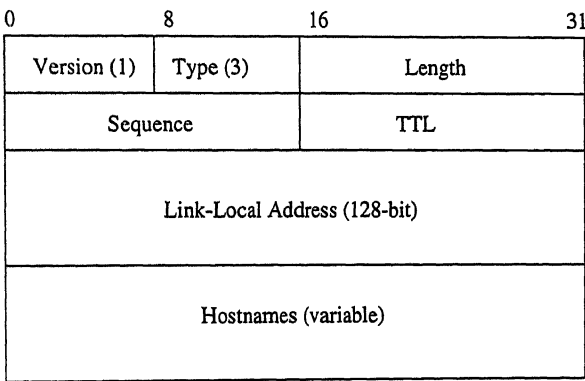 0 8 16 31
Version (1) Type (3) Length
Sequence TTL
Link-Local Address (128-bit)
Hostnames (variable)